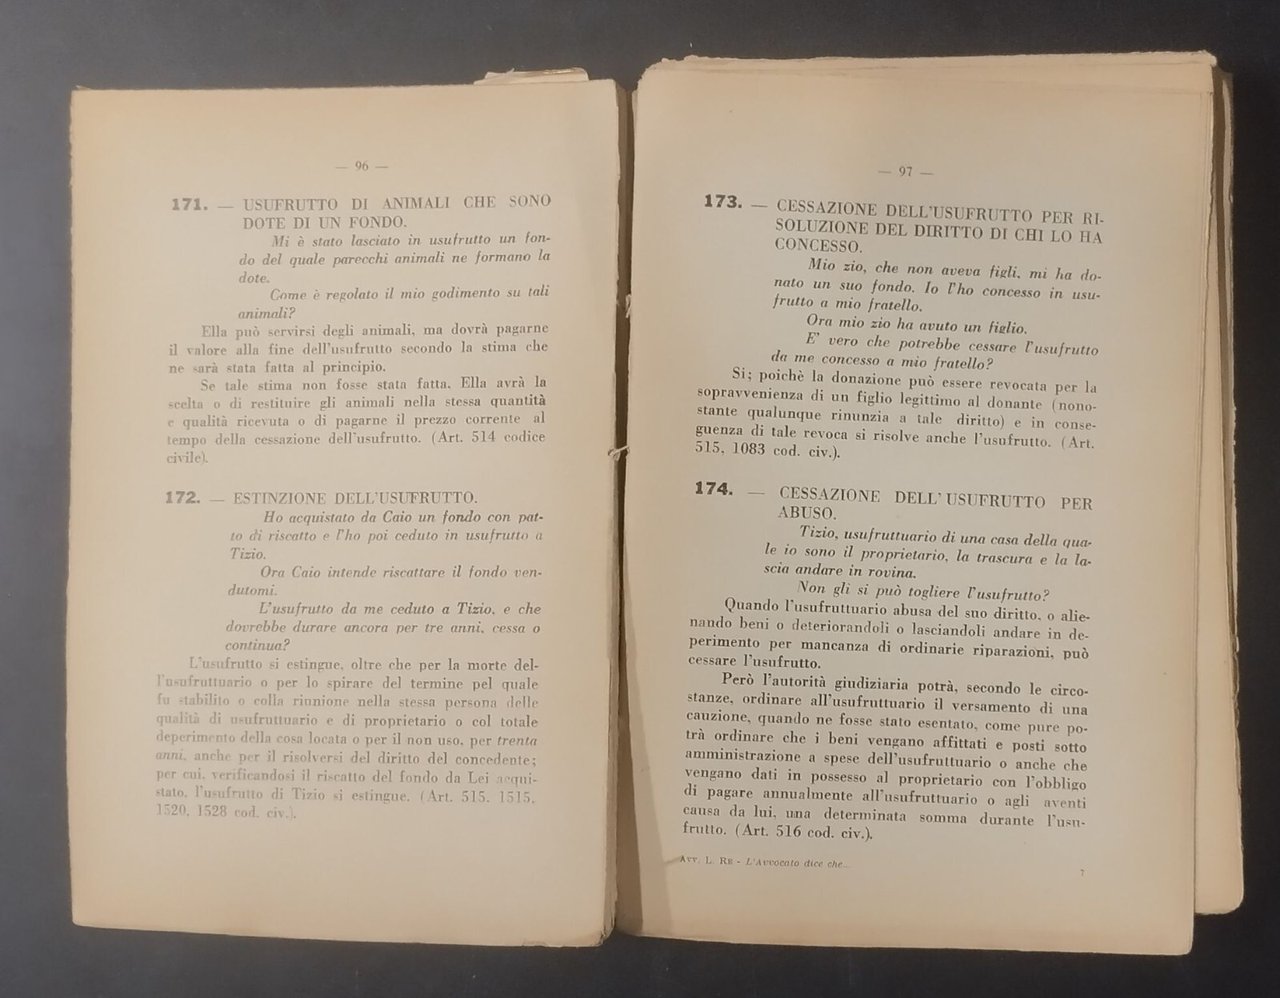 — 96 —
171. — USUFRUTTO DI ANIMALI CHE SONO
DOTE DI UN FONDO.
Mi è stato lasciato in usufrutto un fon-
do del quale parecchi animali ne formano la
dote.
Come è regolato il mio godimento su tali
animali?
Ella può servirsi degli animali, ma dovrà pagarne
il valore alla fine dell'usufrutto secondo la stima che
ne sarà stata fatta al principio.
Se tale stima non fosse stata fatta, Ella avrà la
scelta o di restituire gli animali nella stessa quantità
e qualità ricevuta o di pagarne il prezzo corrente al
tempo della cessazione dell'usufrutto. (Art. 514 codice
civile).
172. — ESTINZIONE DELL'USUFRUTTO.
Ho acquistato da Caio un fondo con pat-
to di riscatto e l'ho poi ceduto in usufrutto a
Tizio.
Ora Caio intende riscattare il fondo ven-
dutomi.
L'usufrutto da me ceduto a Tizio, e che
dovrebbe durare ancora per tre anni, cessa o
continua?
L'usufrutto si estingue, oltre che per la morte del-
l'usufruttuario o per lo spirare del termine pel quale
fu stabilito o colla riunione nella stessa persona delle
qualità di usufruttuario e di proprietario o col totale
deperimento della cosa locata o per il non uso, per trenta
anni, anche per il risolversi del diritto del concedente;
per cui, verificandosi il riscatto del fondo da Lei acqui-
stato, l'usufrutto di Tizio si estingue. (Art. 515, 1515,
1520, 1528 cod. civ.).
— 97 —
173. — CESSAZIONE DELL'USUFRUTTO PER RI-
SOLUZIONE DEL DIRITTO DI CHI LO HA
CONCESSO.
Mio zio, che non aveva figli, mi ha do-
nato un suo fondo. Io l'ho concesso in usu-
frutto a mio fratello.
Ora mio zio ha avuto un figlio.
E' vero che potrebbe cessare l'usufrutto
da me concesso a mio fratello?
Si; poichè la donazione può essere revocata per la
sopravvenienza di un figlio legittimo al donante (nono-
stante qualunque rinunzia a tale diritto) e in conse-
guenza di tale revoca si risolve anche l'usufrutto. (Art.
515, 1083 cod. civ.).
174. — CESSAZIONE DELL'USUFRUTTO PER
ABUSO.
Tizio, usufruttuario di una casa della qua-
le io sono il proprietario, la trascura e la la-
scia andare in rovina.
Non gli si può togliere l'usufrutto?
Quando l'usufruttuario abusa del suo diritto, o alie-
nando beni o deteriorandoli o lasciandoli andare in de-
perimento per mancanza di ordinarie riparazioni, può
cessare l'usufrutto.
Però l'autorità giudiziaria potrà, secondo le circo-
stanze, ordinare all'usufruttuario il versamento di una
cauzione, quando ne fosse stato esentato, come pure po-
trà ordinare che i beni vengano affittati e posti sotto
amministrazione a spese dell'usufruttuario o anche che
vengano dati in possesso al proprietario con l'obbligo
di pagare annualmente all'usufruttuario o agli aventi
causa da lui, una determinata somma durante l'usu-
frutto. (Art. 516 cod. civ.).
Avv. L. Re - L'Avvocato dice che...
7